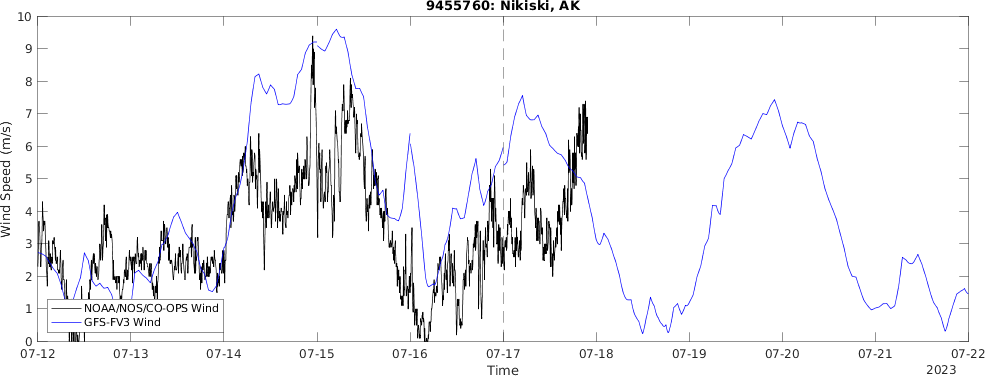 9455760: Nikiski, AK
10
9
8
7
6
5
4
3
2
1
0
Wind Speed (m/s)
NOAA/NOS/CO-OPS Wind
GFS-FV3 Wind
07-12 07-13 07-14 07-15 07-16 07-17 07-18 07-19 07-20 07-21 07-22
Time
2023